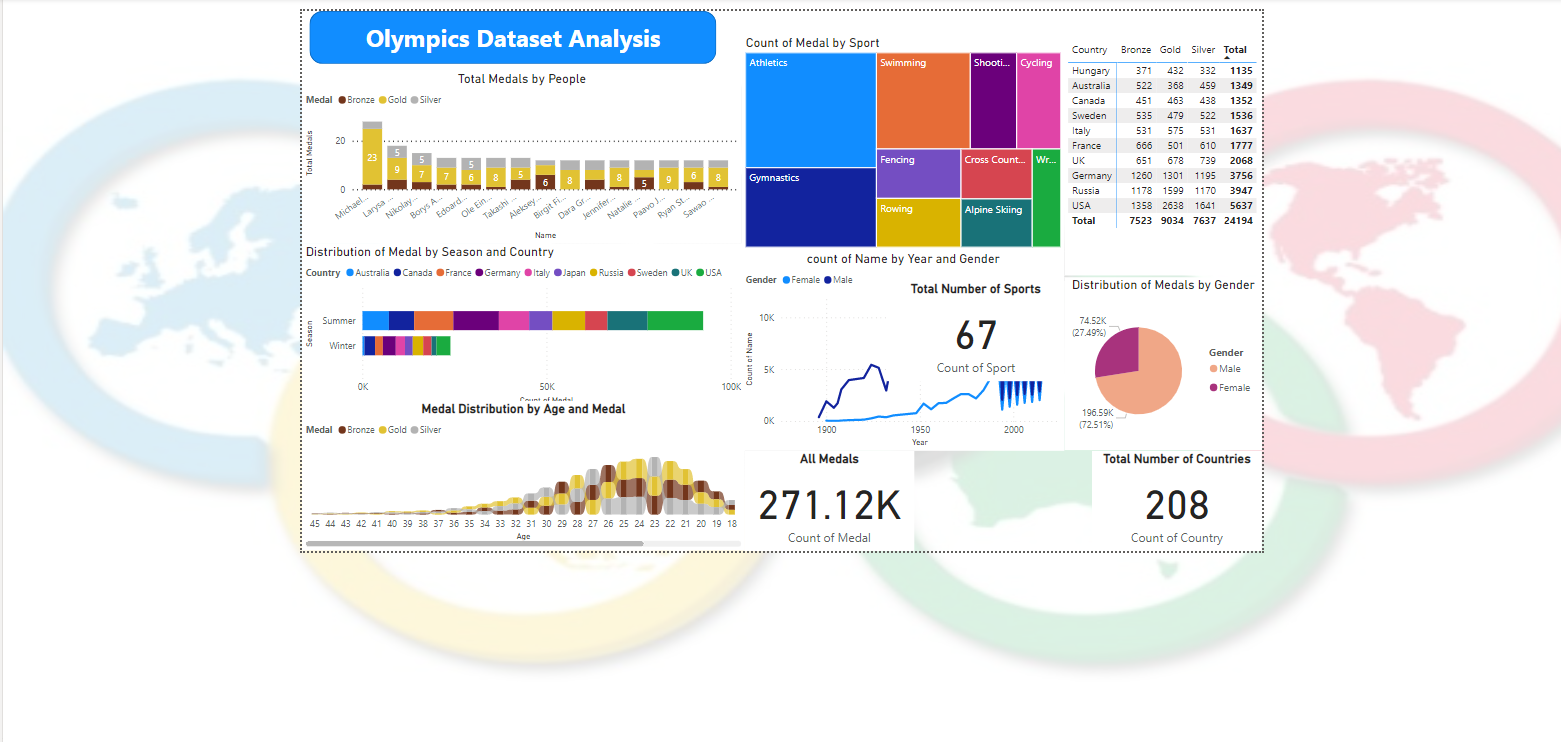 Olympics Dataset Analysis
Total Medals by People
Medal Bronze Gold Silver
Total Medals
20
0
23
5
9
5
7
7
5
6
8
5
6
8
8
5
9
6
8
Michael...
Larysa ...
Nikolay...
Borys A...
Edoard...
Ole Ein...
Takashi ...
Aleksey...
Birgit Fi...
Dara Gr...
Jennifer...
Natalie ...
Paavo J...
Ryan St...
Sawao ...
Name
Distribution of Medal by Season and Country
Country Australia Canada France Germany Italy Japan Russia Sweden UK USA
Season
Summer
Winter
0K 50K 100K
Count of Medal
Medal Distribution by Age and Medal
Medal Bronze Gold Silver
45 44 43 42 41 40 39 38 37 36 35 34 33 32 31 30 29 28 27 26 25 24 23 22 21 20 19 18
Age
Count of Medal by Sport
Athletics
Gymnastics
Swimming
Shooti...
Cycling
Fencing
Cross Count...
Wr...
Rowing
Alpine Skiing
count of Name by Year and Gender
Gender Female Male
Count of Name
10K
5K
0K
1900 1950 2000
Year
Total Number of Sports
67
Count of Sport
All Medals
271.12K
Count of Medal
Country Bronze Gold Silver Total
Hungary 371 432 332 1135
Australia 522 368 459 1349
Canada 451 463 438 1352
Sweden 535 479 522 1536
Italy 531 575 531 1637
France 666 501 610 1777
UK 651 678 739 2068
Germany 1260 1301 1195 3756
Russia 1178 1599 1170 3947
USA 1358 2638 1641 5637
Total 7523 9034 7637 24194
Distribution of Medals by Gender
74.52K
(27.49%)
196.59K
(72.51%)
Gender
Male
Female
Total Number of Countries
208
Count of Country